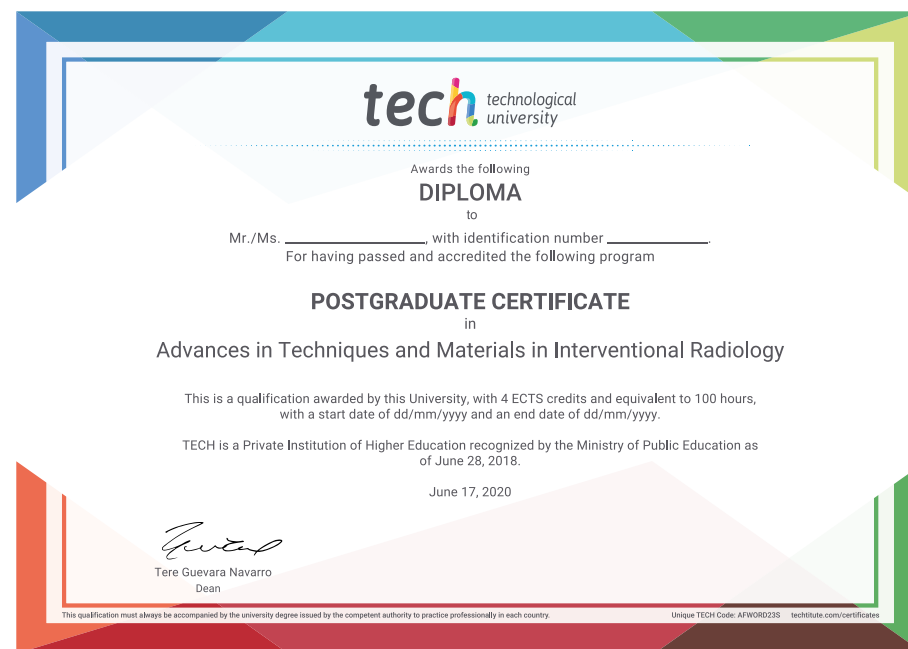 tech technological
university
Awards the following
DIPLOMA
to
Mr./Ms. ____________________, with identification number ______________.
For having passed and accredited the following program
POSTGRADUATE CERTIFICATE
in
Advances in Techniques and Materials in Interventional Radiology
This is a qualification awarded by this University, with 4 ECTS credits and equivalent to 100 hours,
with a start date of dd/mm/yyyy and an end date of dd/mm/yyyy.
TECH is a Private Institution of Higher Education recognized by the Ministry of Public Education as
of June 28, 2018.
June 17, 2020
Tere Guevara Navarro
Dean
This qualification must always be accompanied by the university degree issued by the competent authority to practice professionally in each country.
Unique TECH Code: AFWORD23S techtitute.com/certificates